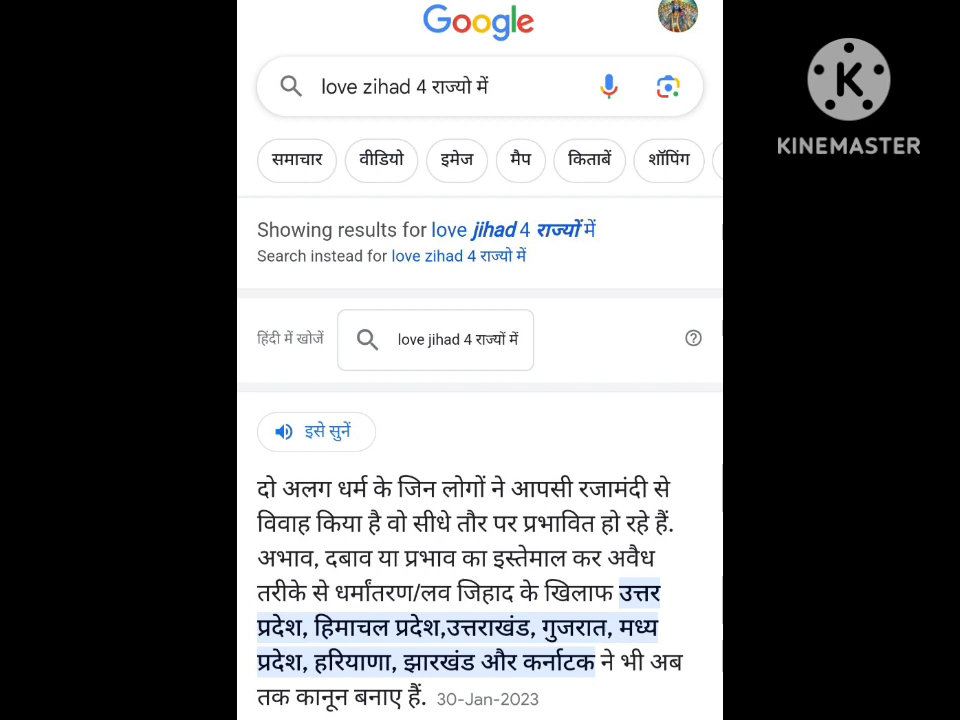 Google
love zihad 4 राज्यो में
KINEMASTER
समाचार वीडियो इमेज मैप किताबें शॉपिंग
Showing results for love jihad 4 राज्यों में
Search instead for love zihad 4 राज्यो में
हिंदी में खोजें love jihad 4 राज्यों में
इसे सुनें
दो अलग धर्म के जिन लोगों ने आपसी रजामंदी से
विवाह किया है वो सीधे तौर पर प्रभावित हो रहे हैं.
अभाव, दबाव या प्रभाव का इस्तेमाल कर अवैध
तरीके से धर्मांतरण/लव जिहाद के खिलाफ उत्तर
प्रदेश, हिमाचल प्रदेश,उत्तराखंड, गुजरात, मध्य
प्रदेश, हरियाणा, झारखंड और कर्नाटक ने भी अब
तक कानून बनाए हैं. 30-Jan-2023